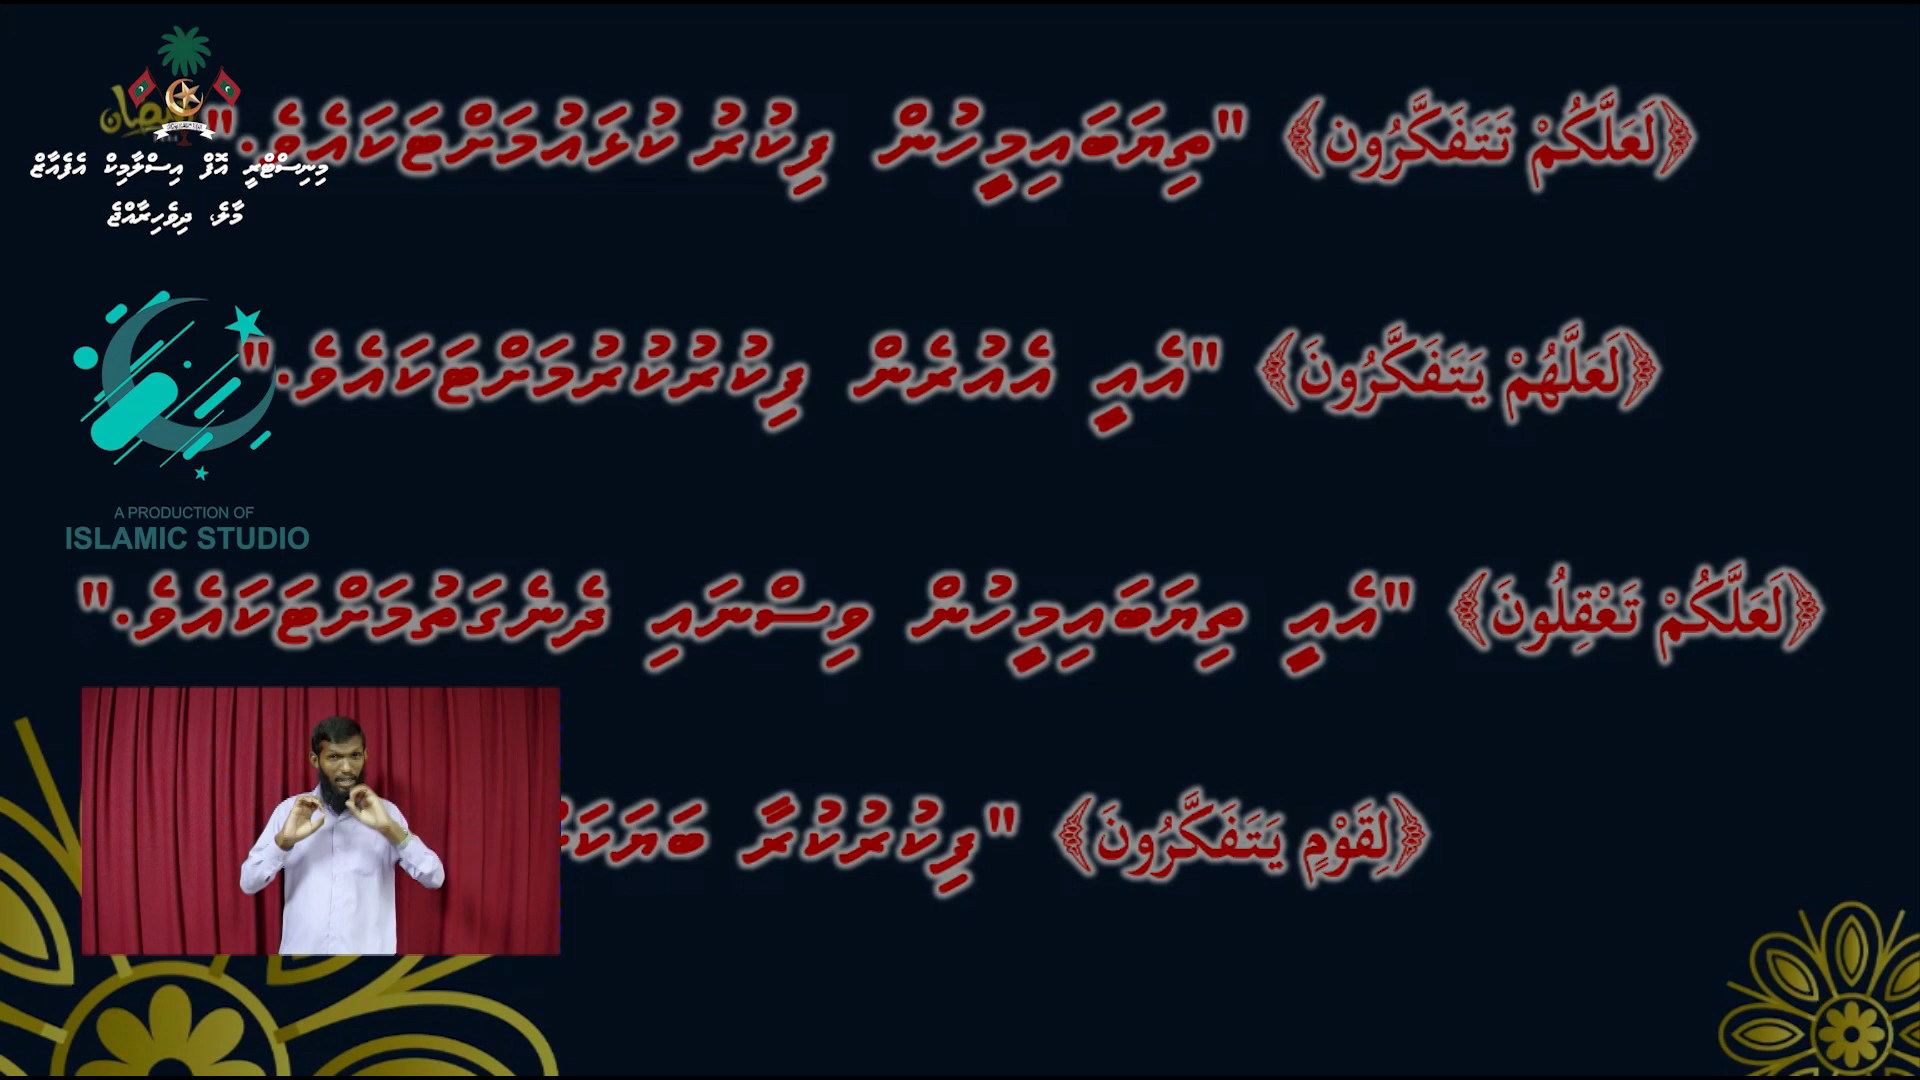 ﴿لَعَلَّكُمْ تَتَفَكَّرُون﴾ "ތިޔަބައިމީހުން ފިކުރު ކުޅައުމަށްޓަކައެވެ."
މިނިސްޓްރީ އޮފް އިސްލާމިކް އެފެއާޒް
މާލެ، ދިވެހިރާއްޖެ
﴿لَعَلَّهُمْ يَتَفَكَّرُونَ﴾ "އެއީ އެއުރެން ފިކުރުކުރުމަށްޓަކައެވެ."
A PRODUCTION OF
ISLAMIC STUDIO
﴿لَعَلَّكُمْ تَعْقِلُونَ﴾ "އެއީ ތިޔަބައިމީހުން ވިސްނައި ދެނެގަތުމަށްޓަކައެވެ."
﴿لِقَوْمٍ يَتَفَكَّرُونَ﴾ "ފިކުރުކުރާ